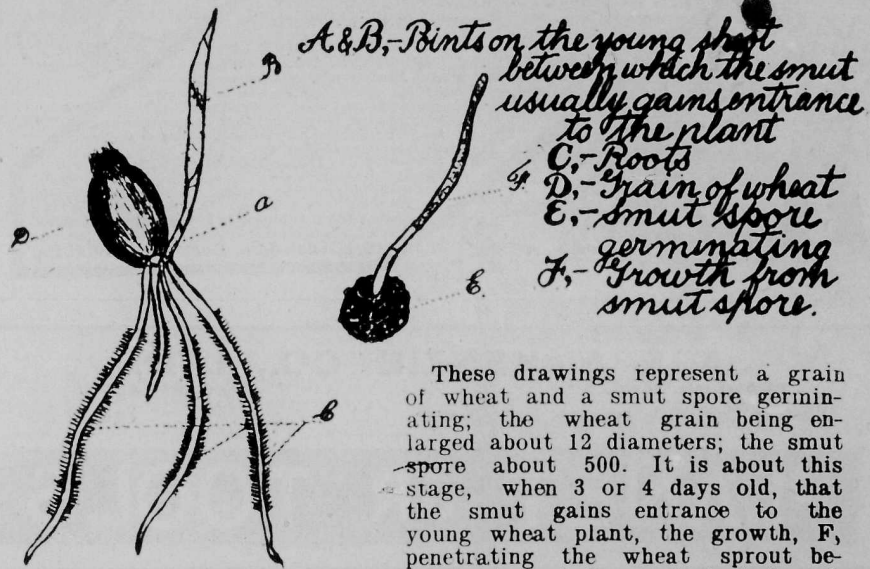 A & B,-Points on the young shoot
between which the smut
usually gains entrance
to the plant
C,-Roots
D,-Grain of wheat
E,-smut spore
germinating
F,-Growth from
smut spore.
B
F
a
D
E.
C
These drawings represent a grain
of wheat and a smut spore germin-
ating; the wheat grain being en-
larged about 12 diameters; the smut
spore about 500. It is about this
stage, when 3 or 4 days old, that
the smut gains entrance to the
young wheat plant, the growth, F,
penetrating the wheat sprout be-